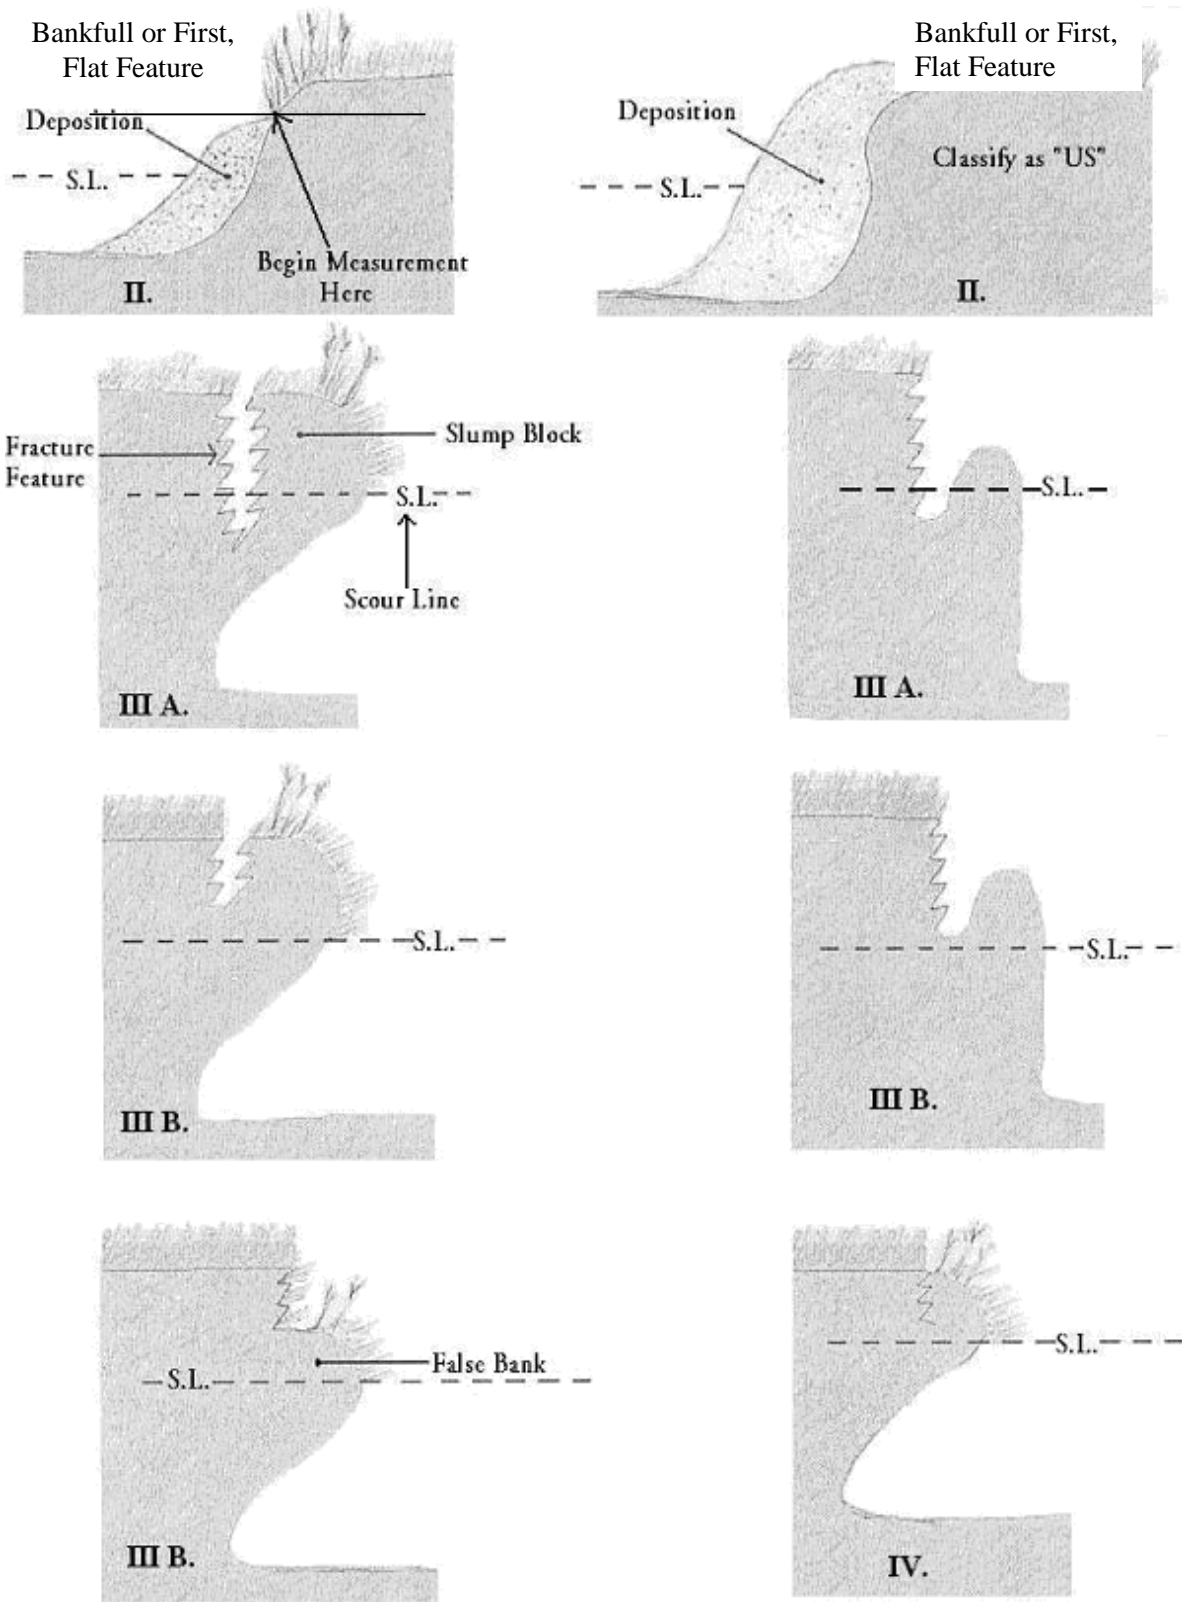 Bankfull or First,
Flat Feature
Deposition
S.L.
Begin Measurement
Here
II.
Bankfull or First,
Flat Feature
Deposition
Classify as "US"
S.L.
II.
Fracture
Feature
Slump Block
S.L.
Scour Line
III A.
S.L.
III A.
S.L.
III B.
S.L.
III B.
False Bank
S.L.
III B.
S.L.
IV.